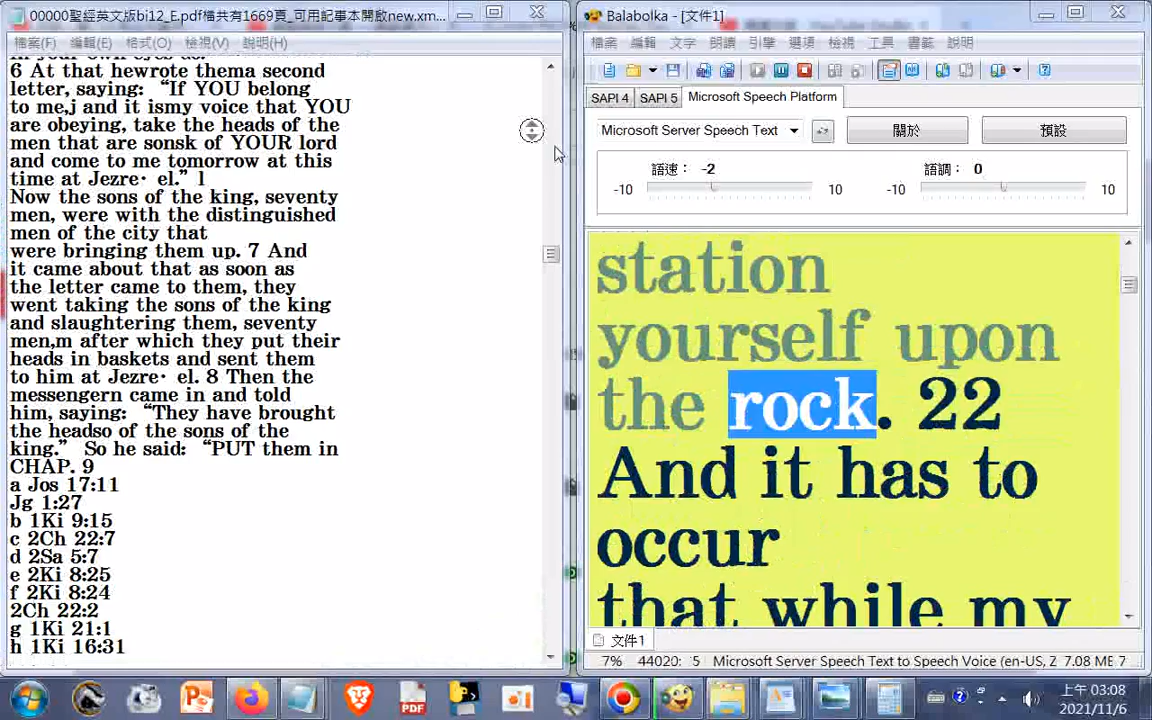 00000聖經英文版bi12_E.pdf檔共有1669頁_可用記事本開啟new.xm...
檔案(F) 編輯(E) 格式(O) 檢視(V) 說明(H)
in your own eyes do.
6 At that hewrote thema second
letter, saying: “If YOU belong
to me,j and it ismy voice that YOU
are obeying, take the heads of the
men that are sonsk of YOUR lord
and come to me tomorrow at this
time at Jezre· el.” l
Now the sons of the king, seventy
men, were with the distinguished
men of the city that
were bringing them up. 7 And
it came about that as soon as
the letter came to them, they
went taking the sons of the king
and slaughtering them, seventy
men,m after which they put their
heads in baskets and sent them
to him at Jezre· el. 8 Then the
messengern came in and told
him, saying: “They have brought
the headso of the sons of the
king.” So he said: “PUT them in
CHAP. 9
a Jos 17:11
Jg 1:27
b 1Ki 9:15
c 2Ch 22:7
d 2Sa 5:7
e 2Ki 8:25
f 2Ki 8:24
2Ch 22:2
g 1Ki 21:1
h 1Ki 16:31
Balabolka - [文件1]
檔案 編輯 文字 朗讀 引擎 選項 檢視 工具 書籤 說明
SAPI 4 SAPI 5 Microsoft Speech Platform
Microsoft Server Speech Text 關於 預設
語速: -2 語調: 0
-10 10 -10 10
station
yourself upon
the rock. 22
And it has to
occur
that while my
文件1
7% 44020: 5 Microsoft Server Speech Text to Speech Voice (en-US, Z 7.08 MB 7
PDF
上午 03:08
2021/11/6